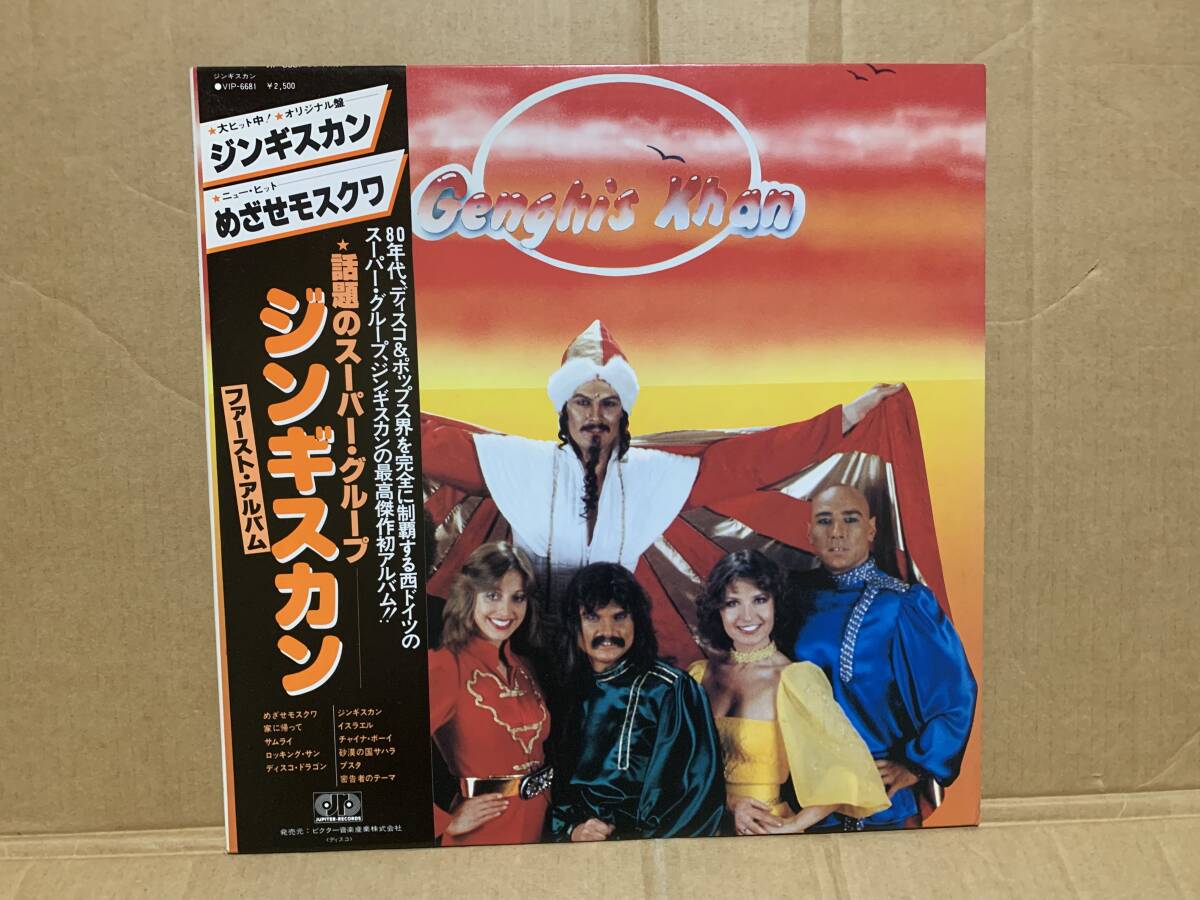 ジンギスカン
●VIP-6681 ¥2,500
★大ヒット中!★オリジナル盤
ジンギスカン
★ニュー・ヒット
めざせモスクワ
80年代、ディスコ&ポップス界を完全に制覇する西ドイツの
スーパー・グループ、ジンギスカンの最高傑作初アルバム!!
★話題のスーパー・グループ
ジンギスカン
ファースト・アルバム
Genghis Khan
ジンギスカン
イスラエル
チャイナ・ボーイ
砂漠の国サハラ
プスタ
密告者のテーマ
めざせモスクワ
家に帰って
サムライ
ロッキング・サン
ディスコ・ドラゴン
JUPITER-RECORDS
発売元:ビクター音楽産業株式会社
(ディスコ)